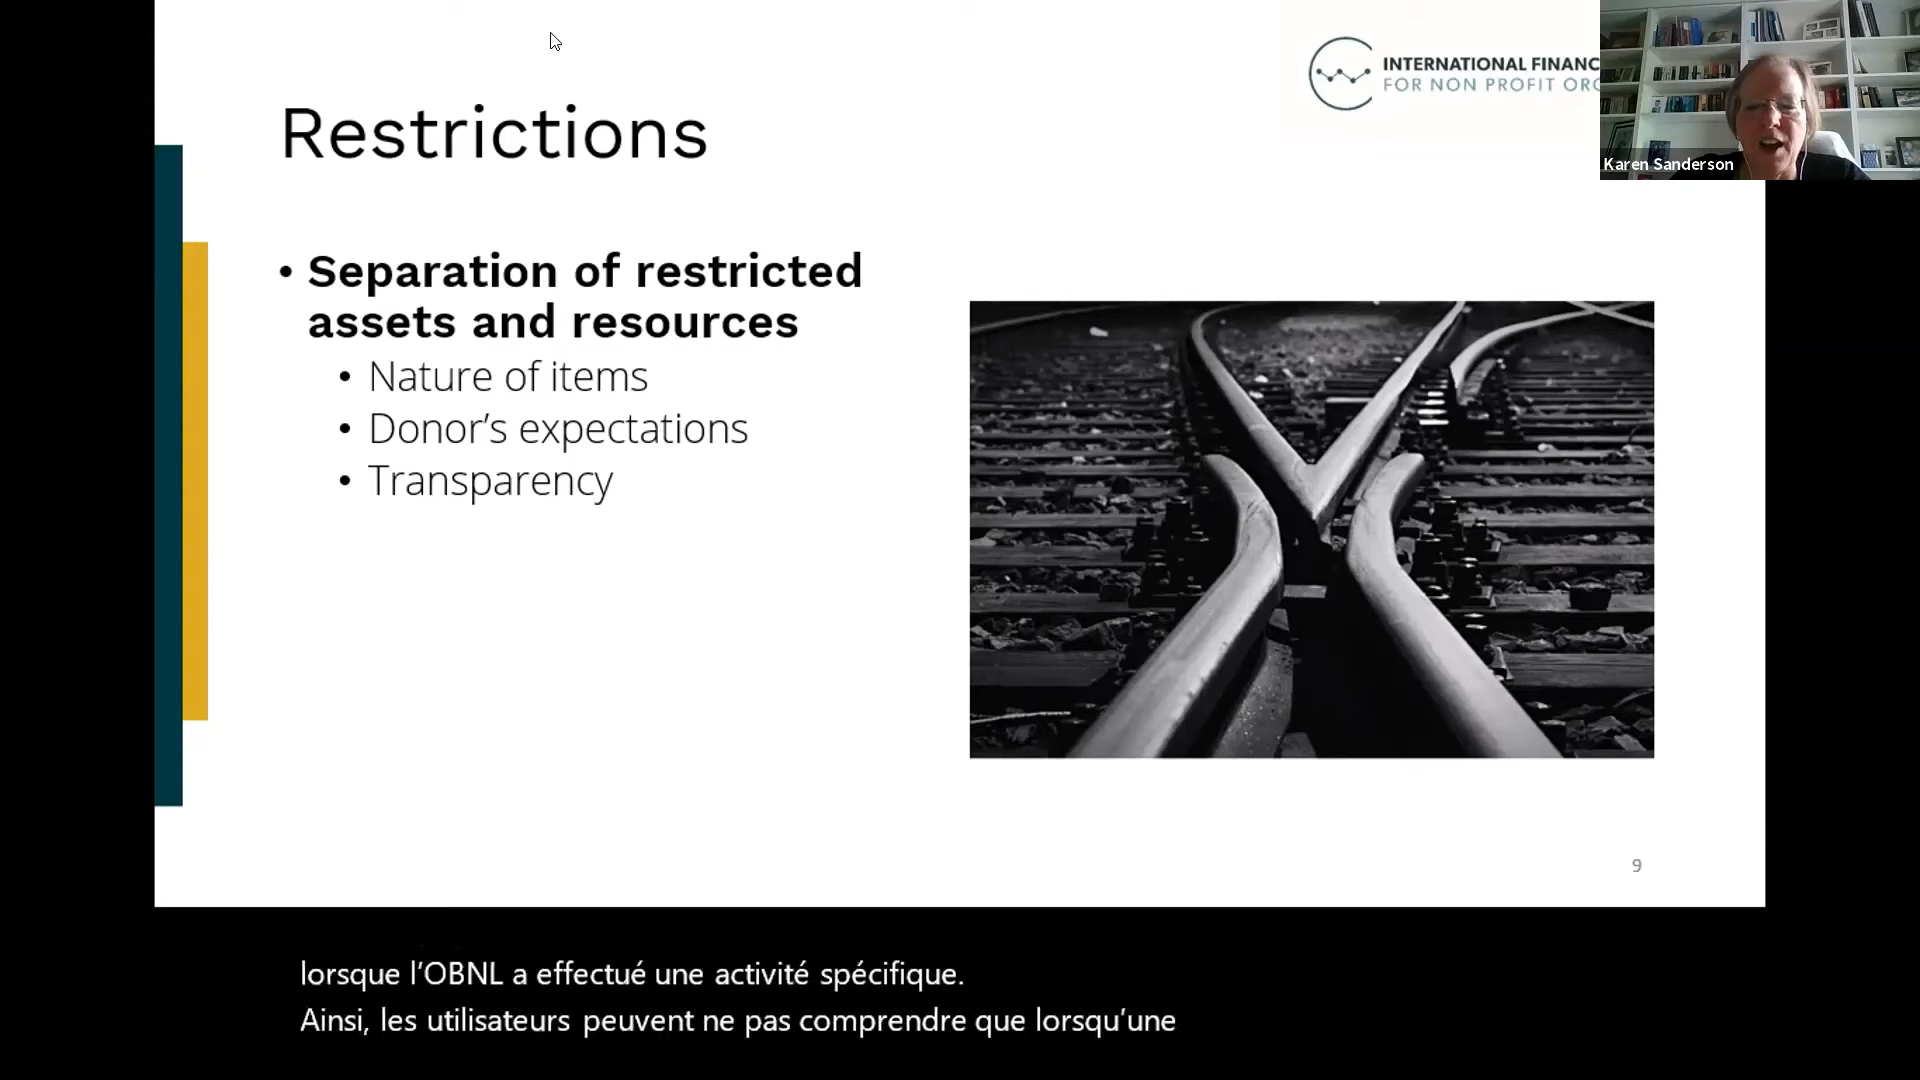 INTERNATIONAL FINANC
FOR NON PROFIT ORG
Karen Sanderson
Restrictions
• Separation of restricted
assets and resources
• Nature of items
• Donor’s expectations
• Transparency
9
lorsque l’OBNL a effectué une activité spécifique.
Ainsi, les utilisateurs peuvent ne pas comprendre que lorsqu’une